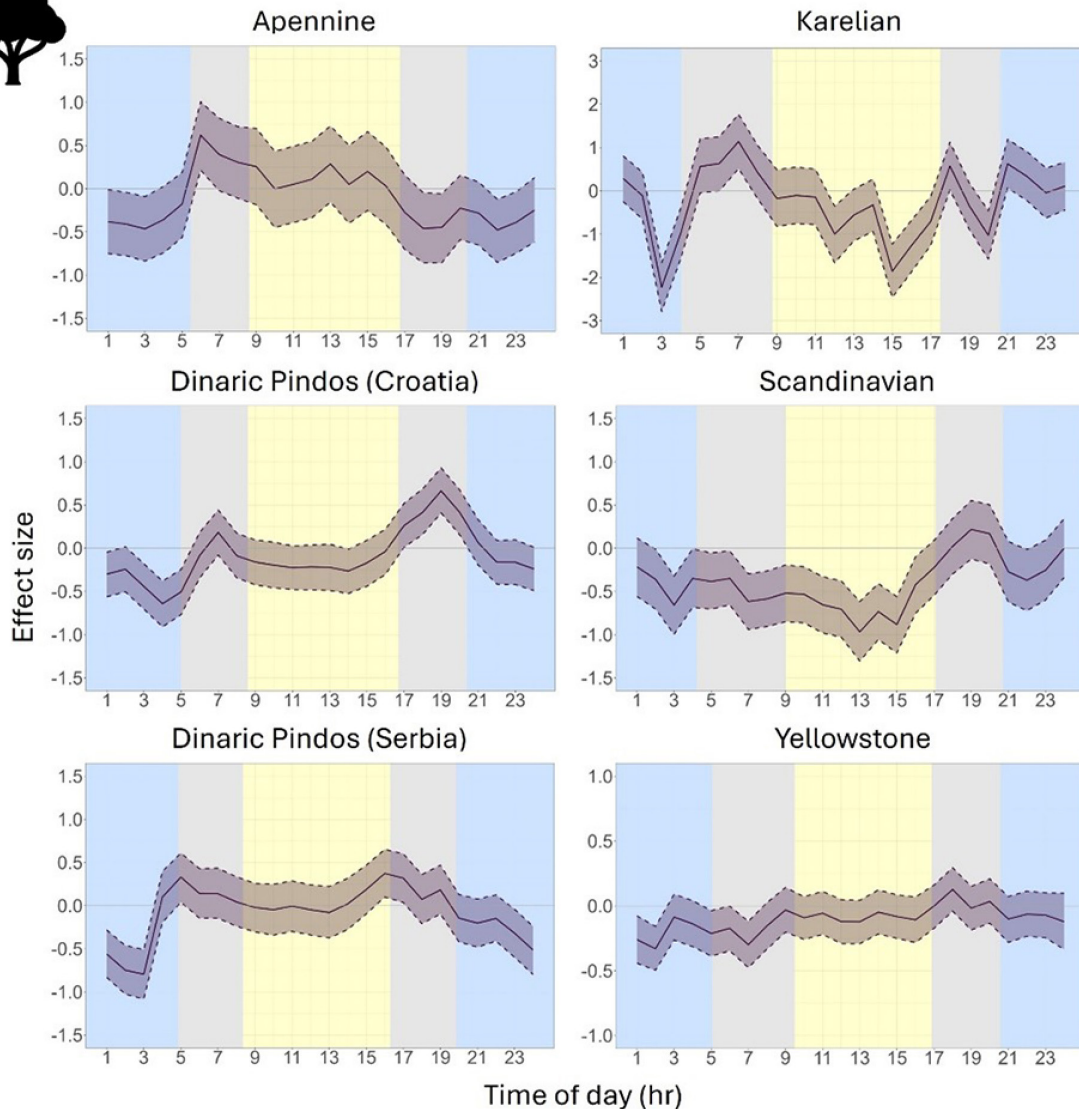 Apennine
Karelian
1.5
1.0
0.5
0.0
-0.5
-1.0
-1.5
1 3 5 7 9 11 13 15 17 19 21 23
3
2
1
0
-1
-2
-3
1 3 5 7 9 11 13 15 17 19 21 23
Dinaric Pindos (Croatia)
Scandinavian
1.5
1.0
0.5
0.0
-0.5
-1.0
-1.5
1 3 5 7 9 11 13 15 17 19 21 23
1.5
1.0
0.5
0.0
-0.5
-1.0
-1.5
1 3 5 7 9 11 13 15 17 19 21 23
Effect size
Dinaric Pindos (Serbia)
Yellowstone
1.5
1.0
0.5
0.0
-0.5
-1.0
-1.5
1 3 5 7 9 11 13 15 17 19 21 23
1.0
0.5
0.0
-0.5
-1.0
1 3 5 7 9 11 13 15 17 19 21 23
Time of day (hr)